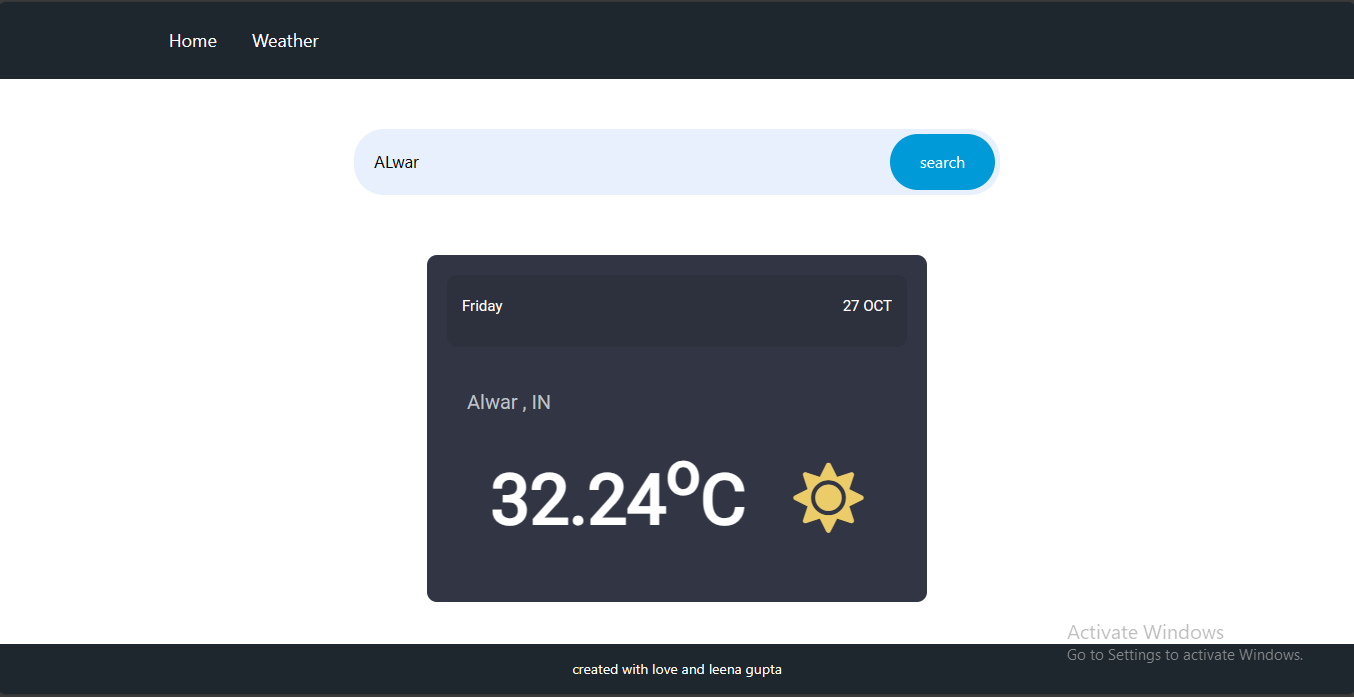 Home Weather
ALwar search
Friday 27 OCT
Alwar , IN
32.24°C
Activate Windows
Go to Settings to activate Windows.
created with love and leena gupta